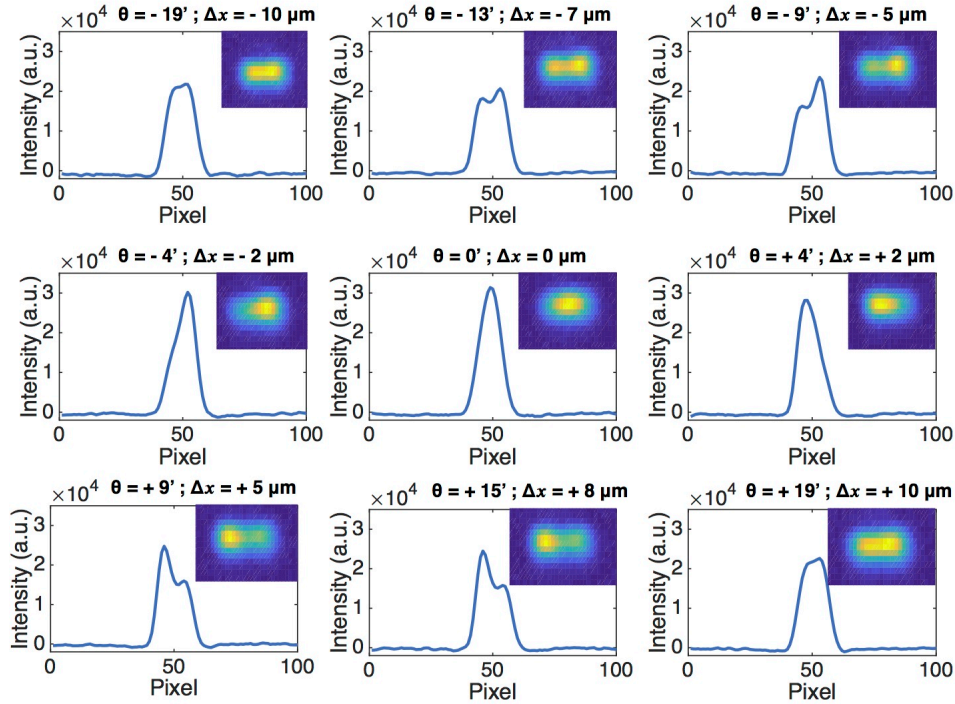 θ = - 19’ ; Δx = - 10 µm
×10⁴
Intensity (a.u.)
3
2
1
0
0 50 100
Pixel
θ = - 13’ ; Δx = - 7 µm
×10⁴
Intensity (a.u.)
3
2
1
0
0 50 100
Pixel
θ = - 9’ ; Δx = - 5 µm
×10⁴
Intensity (a.u.)
3
2
1
0
0 50 100
Pixel
θ = - 4’ ; Δx = - 2 µm
×10⁴
Intensity (a.u.)
3
2
1
0
0 50 100
Pixel
θ = 0’ ; Δx = 0 µm
×10⁴
Intensity (a.u.)
3
2
1
0
0 50 100
Pixel
θ = + 4’ ; Δx = + 2 µm
×10⁴
Intensity (a.u.)
3
2
1
0
0 50 100
Pixel
θ = + 9’ ; Δx = + 5 µm
×10⁴
Intensity (a.u.)
3
2
1
0
0 50 100
Pixel
θ = + 15’ ; Δx = + 8 µm
×10⁴
Intensity (a.u.)
3
2
1
0
0 50 100
Pixel
θ = + 19’ ; Δx = + 10 µm
×10⁴
Intensity (a.u.)
3
2
1
0
0 50 100
Pixel